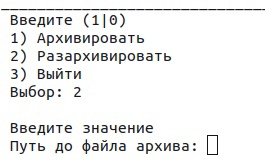 Введите (1|0)
1) Архивировать
2) Разархивировать
3) Выйти
Выбор: 2
Введите значение
Путь до файла архива: